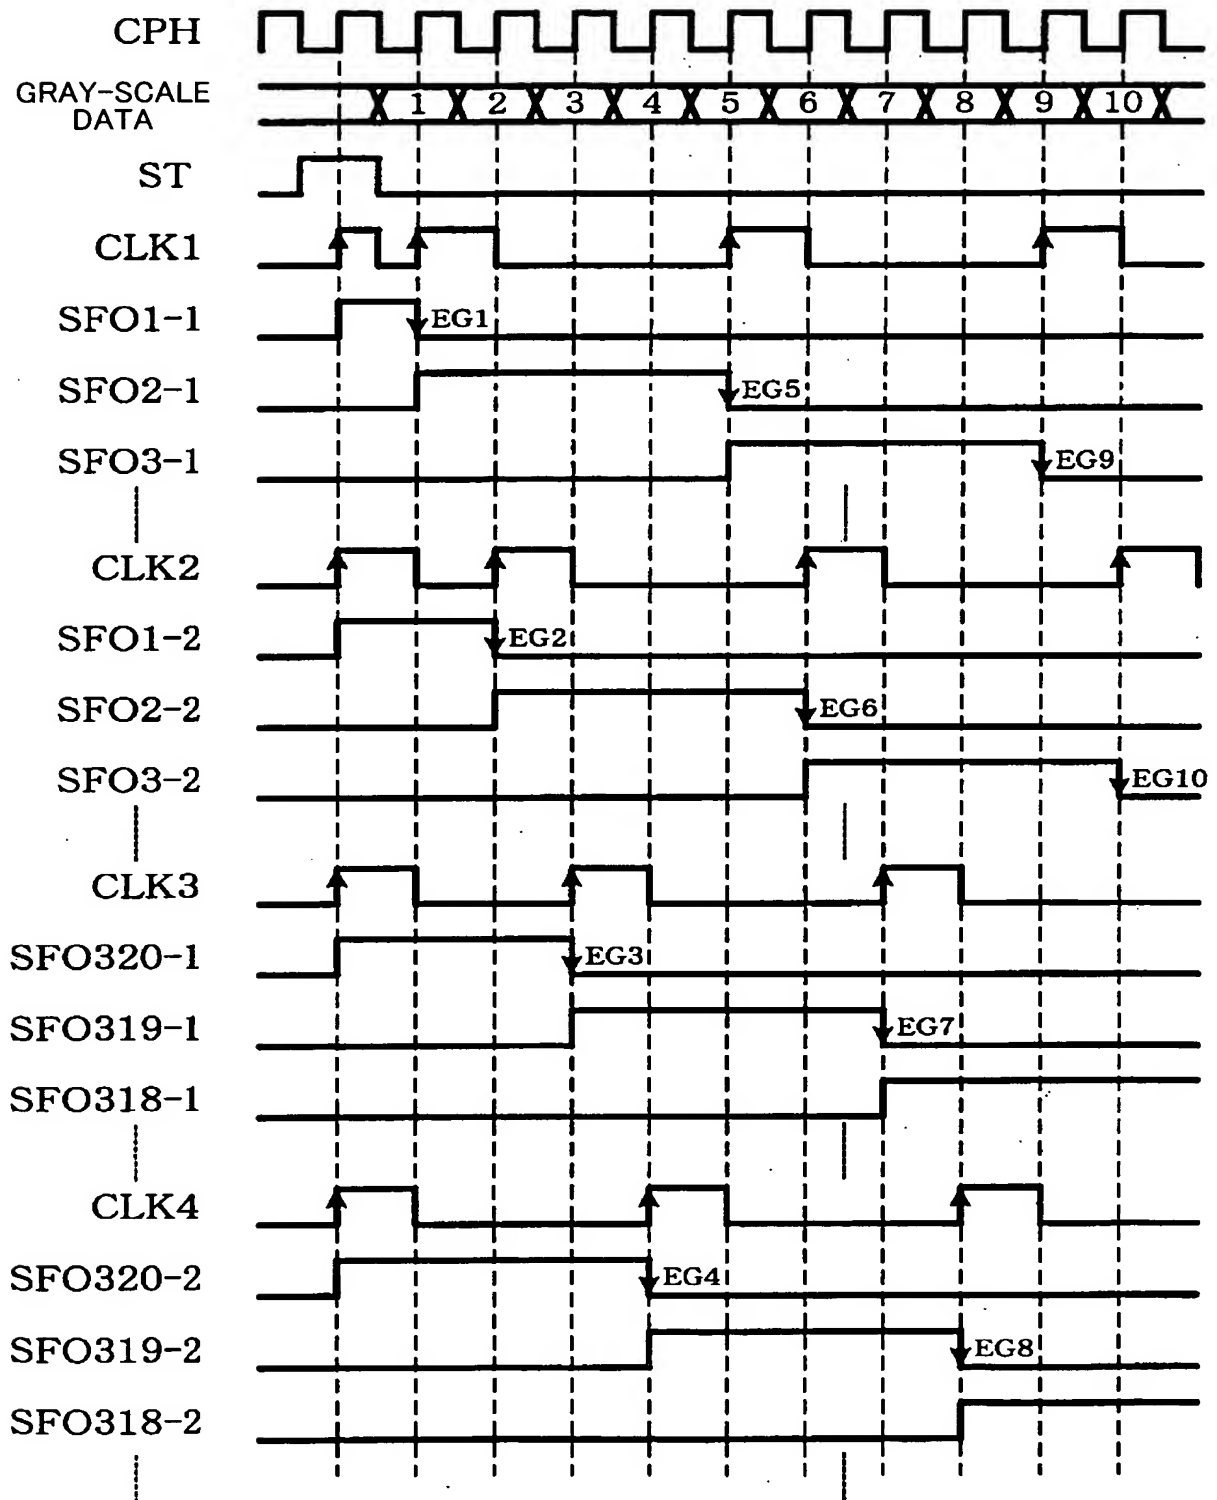 CPH
GRAY-SCALE
DATA
1 2 3 4 5 6 7 8 9 10
ST
CLK1
SFO1-1
EG1
SFO2-1
EG5
SFO3-1
EG9
CLK2
SFO1-2
EG2
SFO2-2
EG6
SFO3-2
EG10
CLK3
SFO320-1
EG3
SFO319-1
EG7
SFO318-1
CLK4
SFO320-2
EG4
SFO319-2
EG8
SFO318-2